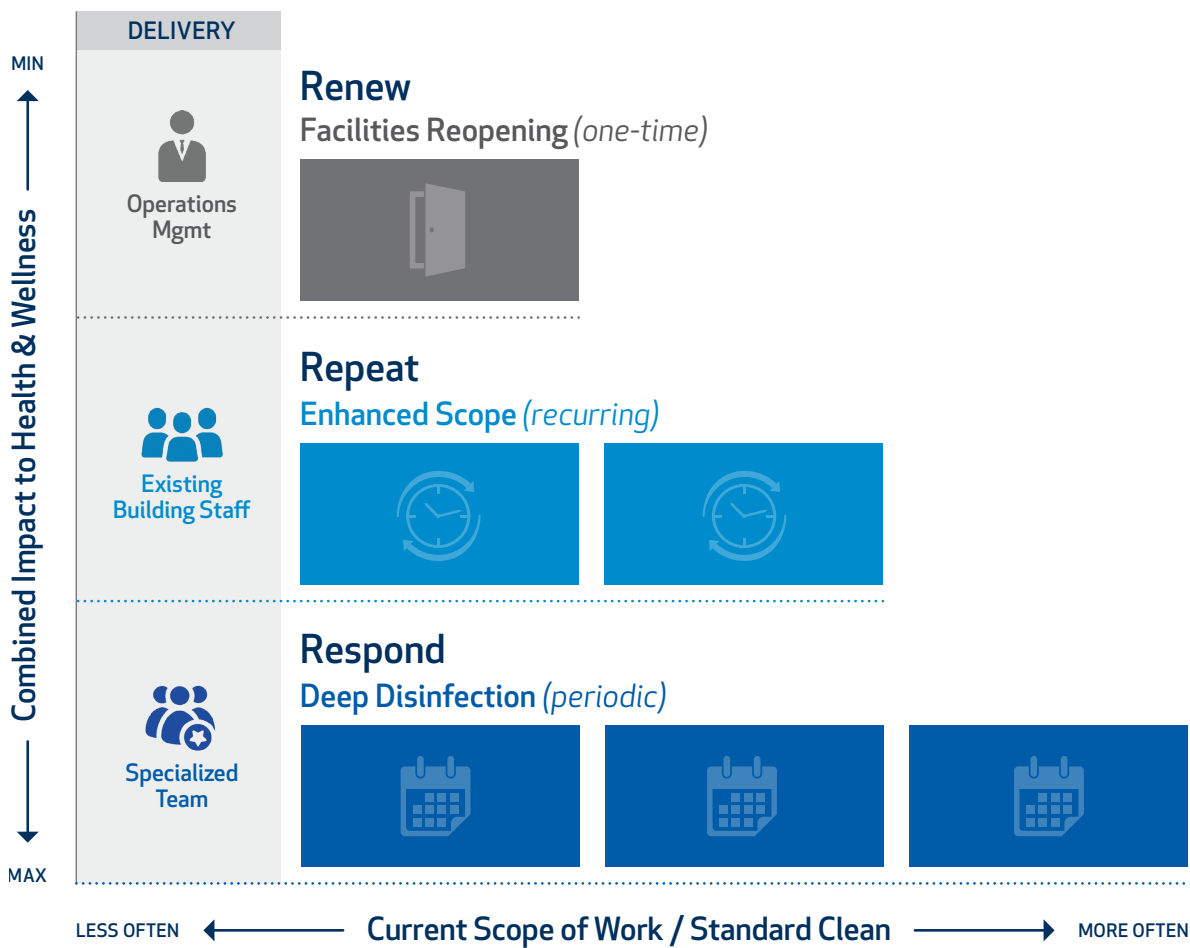 DELIVERY
MIN
Combined Impact to Health & Wellness
MAX
Operations
Mgmt
Renew
Facilities Reopening (one-time)
Existing
Building Staff
Repeat
Enhanced Scope (recurring)
Specialized
Team
Respond
Deep Disinfection (periodic)
LESS OFTEN
Current Scope of Work / Standard Clean
MORE OFTEN